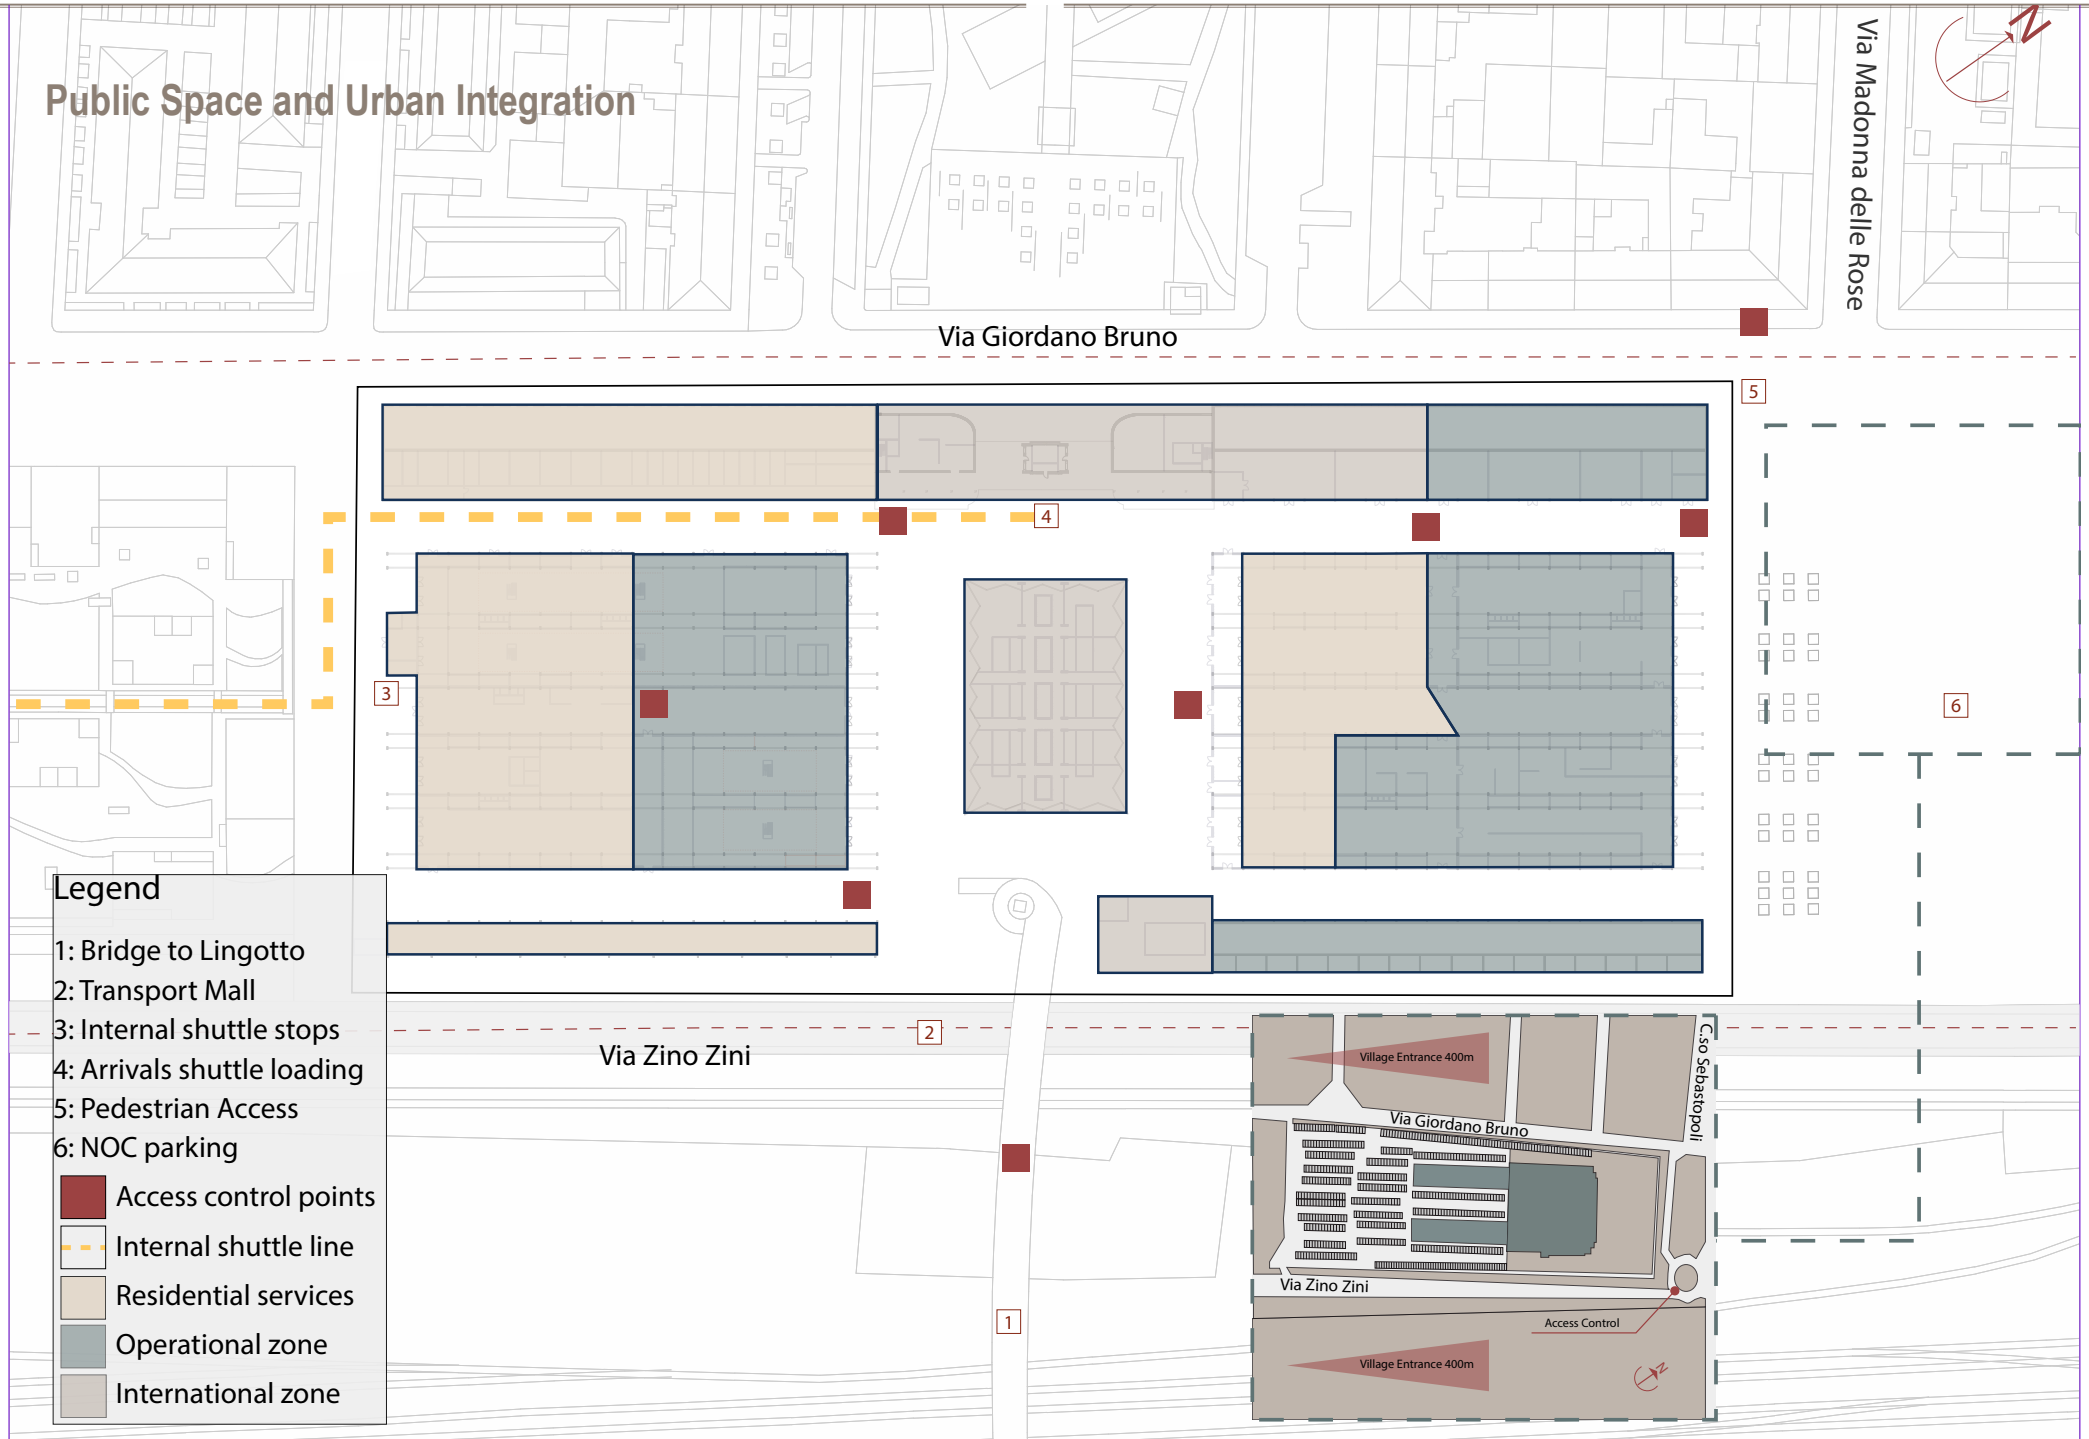 N
Via Madonna delle Rose
Public Space and Urban Integration
Via Giordano Bruno
5
4
3
6
Legend
1: Bridge to Lingotto
2: Transport Mall
3: Internal shuttle stops
4: Arrivals shuttle loading
5: Pedestrian Access
6: NOC parking
Access control points
Internal shuttle line
Residential services
Operational zone
International zone
2
Via Zino Zini
1
Village Entrance 400m
C.so Sebastopoli
Via Giordano Bruno
Via Zino Zini
Access Control
Village Entrance 400m
N